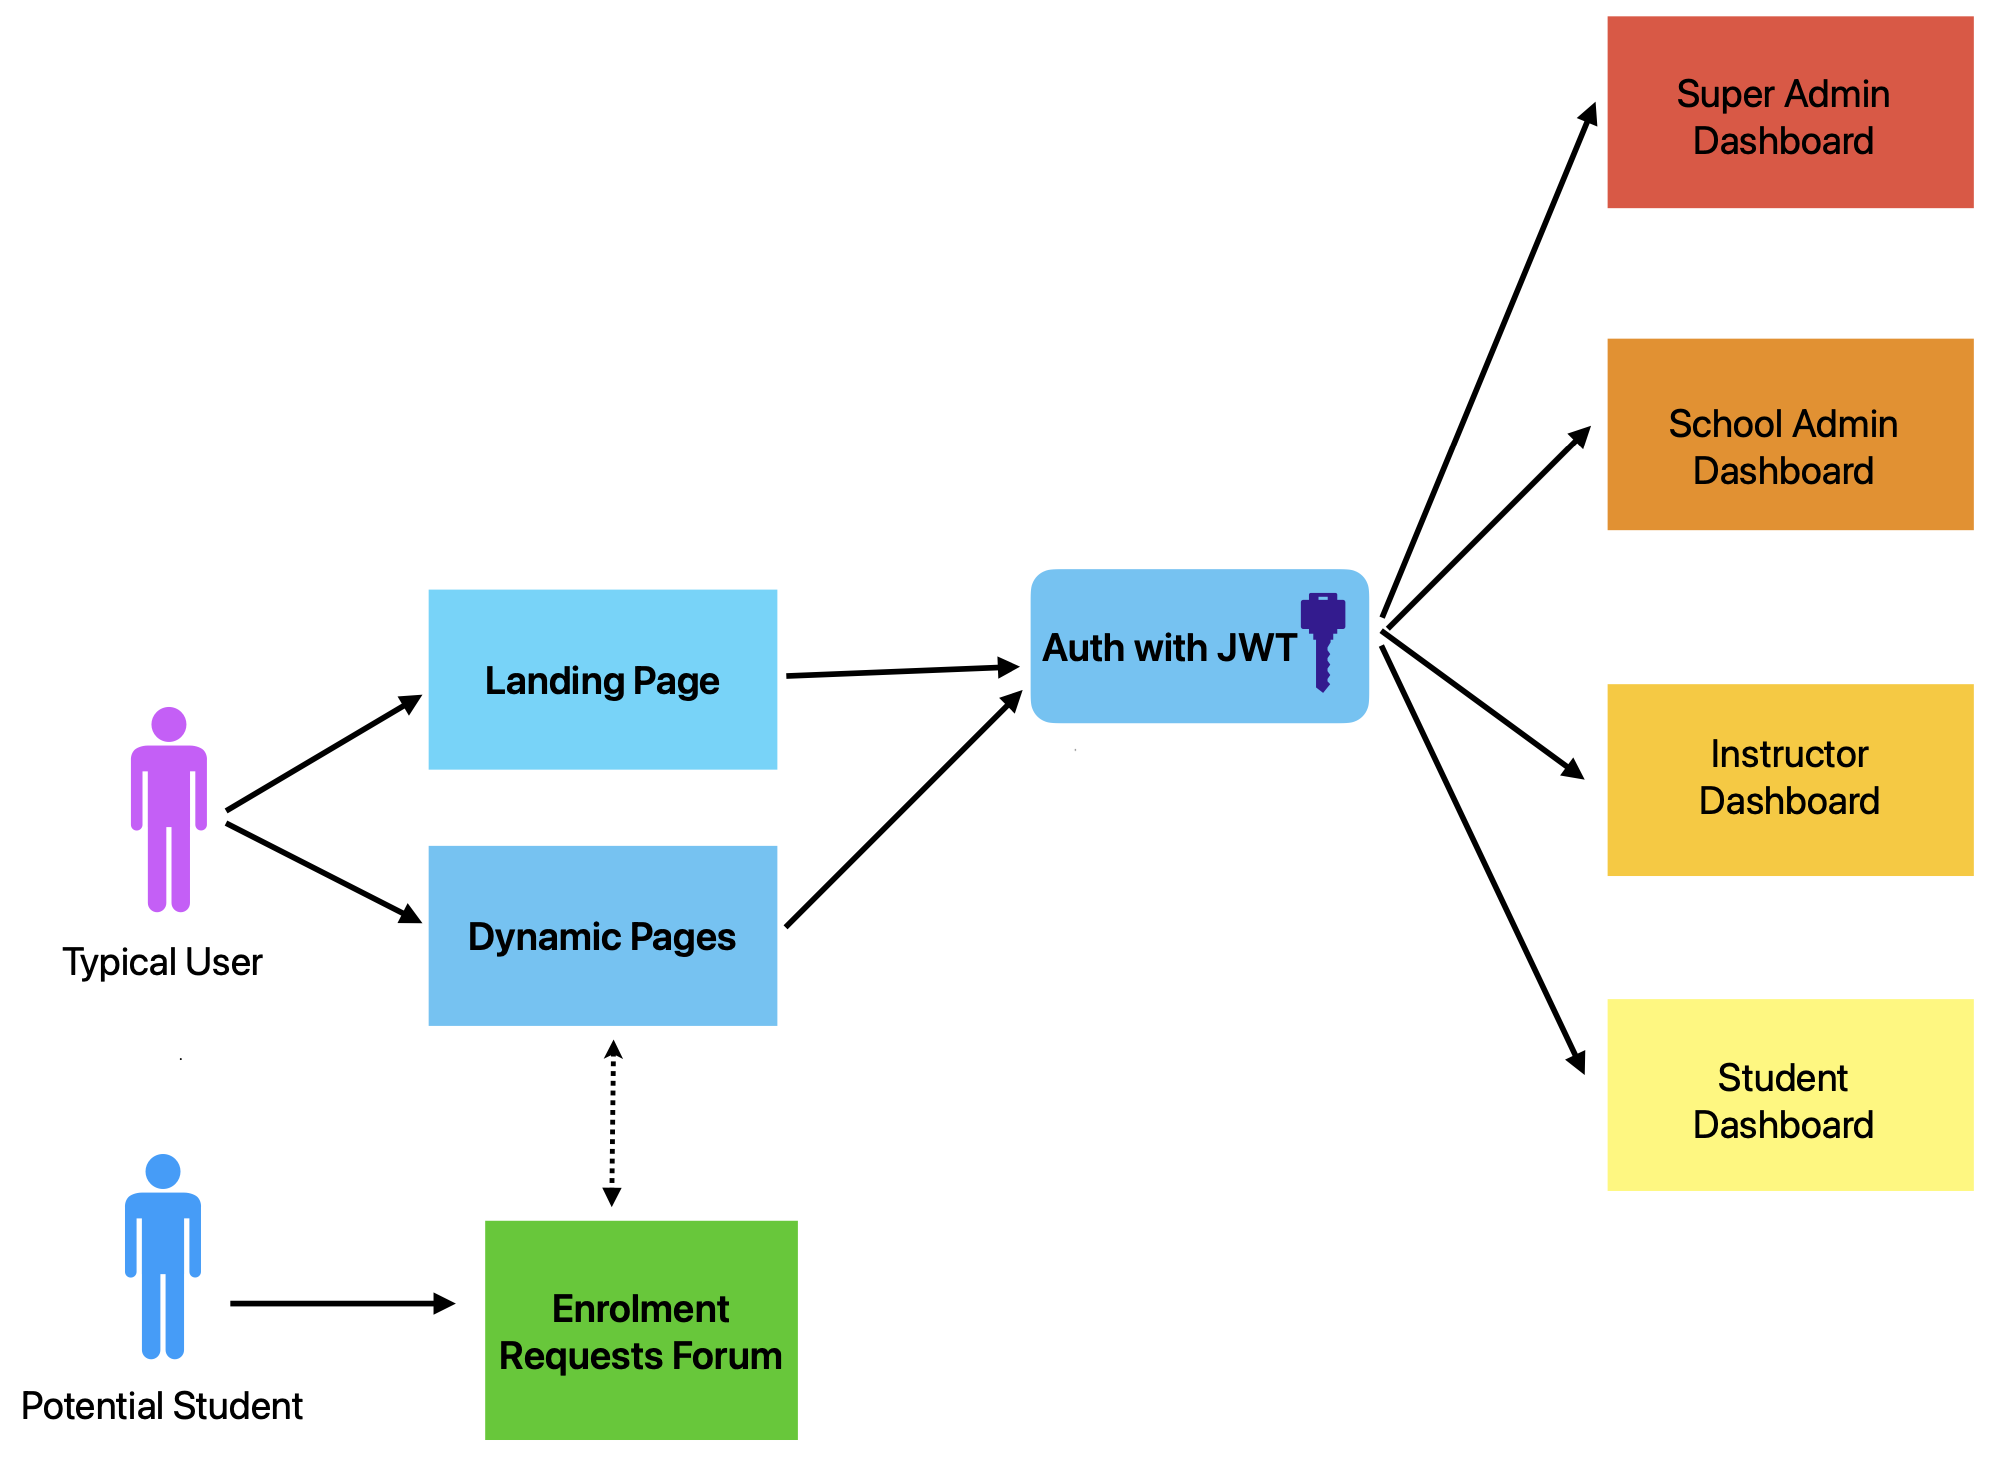 Super Admin
Dashboard
School Admin
Dashboard
Landing Page
Auth with JWT
Instructor
Dashboard
Typical User
Dynamic Pages
Student
Dashboard
Potential Student
Enrolment
Requests Forum